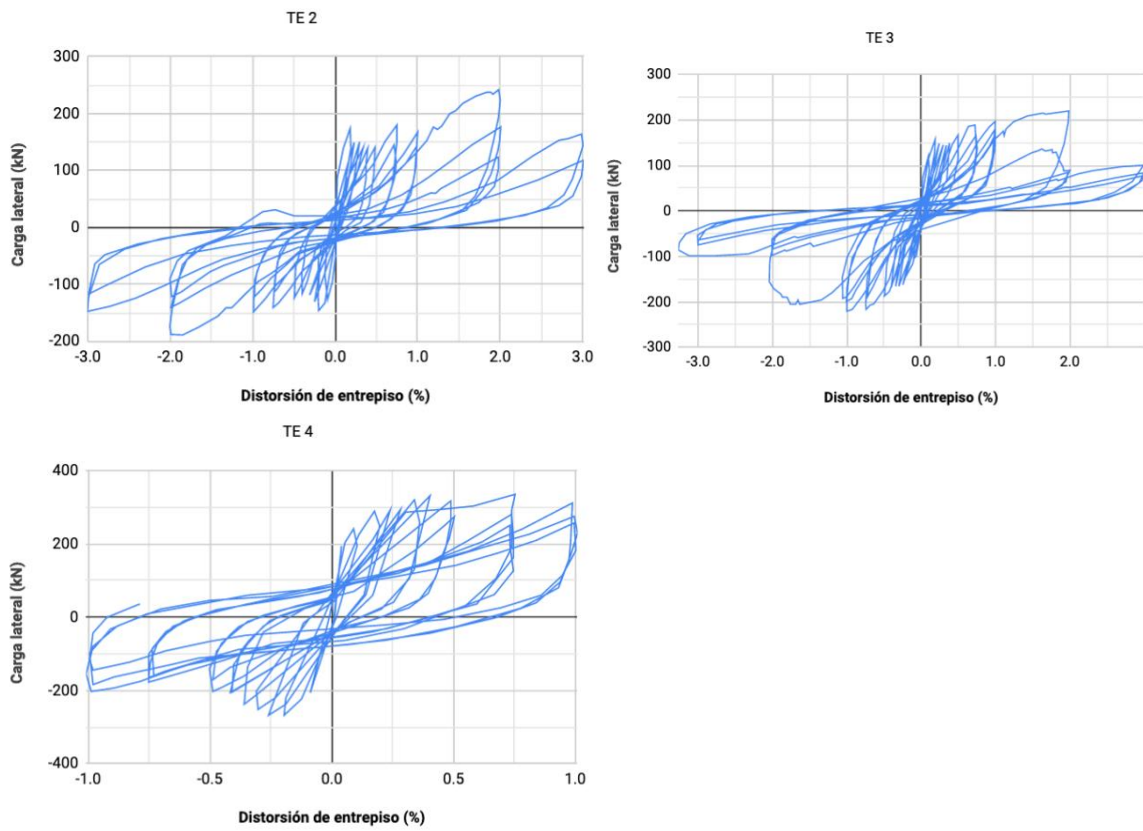 TE 2
300
200
100
0
-100
-200
-3.0 -2.0 -1.0 0.0 1.0 2.0 3.0
Carga lateral (kN)
Distorsión de entrepiso (%)
TE 3
300
200
100
0
-100
-200
-300
-3.0 -2.0 -1.0 0.0 1.0 2.0
Carga lateral (kN)
Distorsión de entrepiso (%)
TE 4
400
200
0
-200
-400
-1.0 -0.5 0.0 0.5 1.0
Carga lateral (kN)
Distorsión de entrepiso (%)